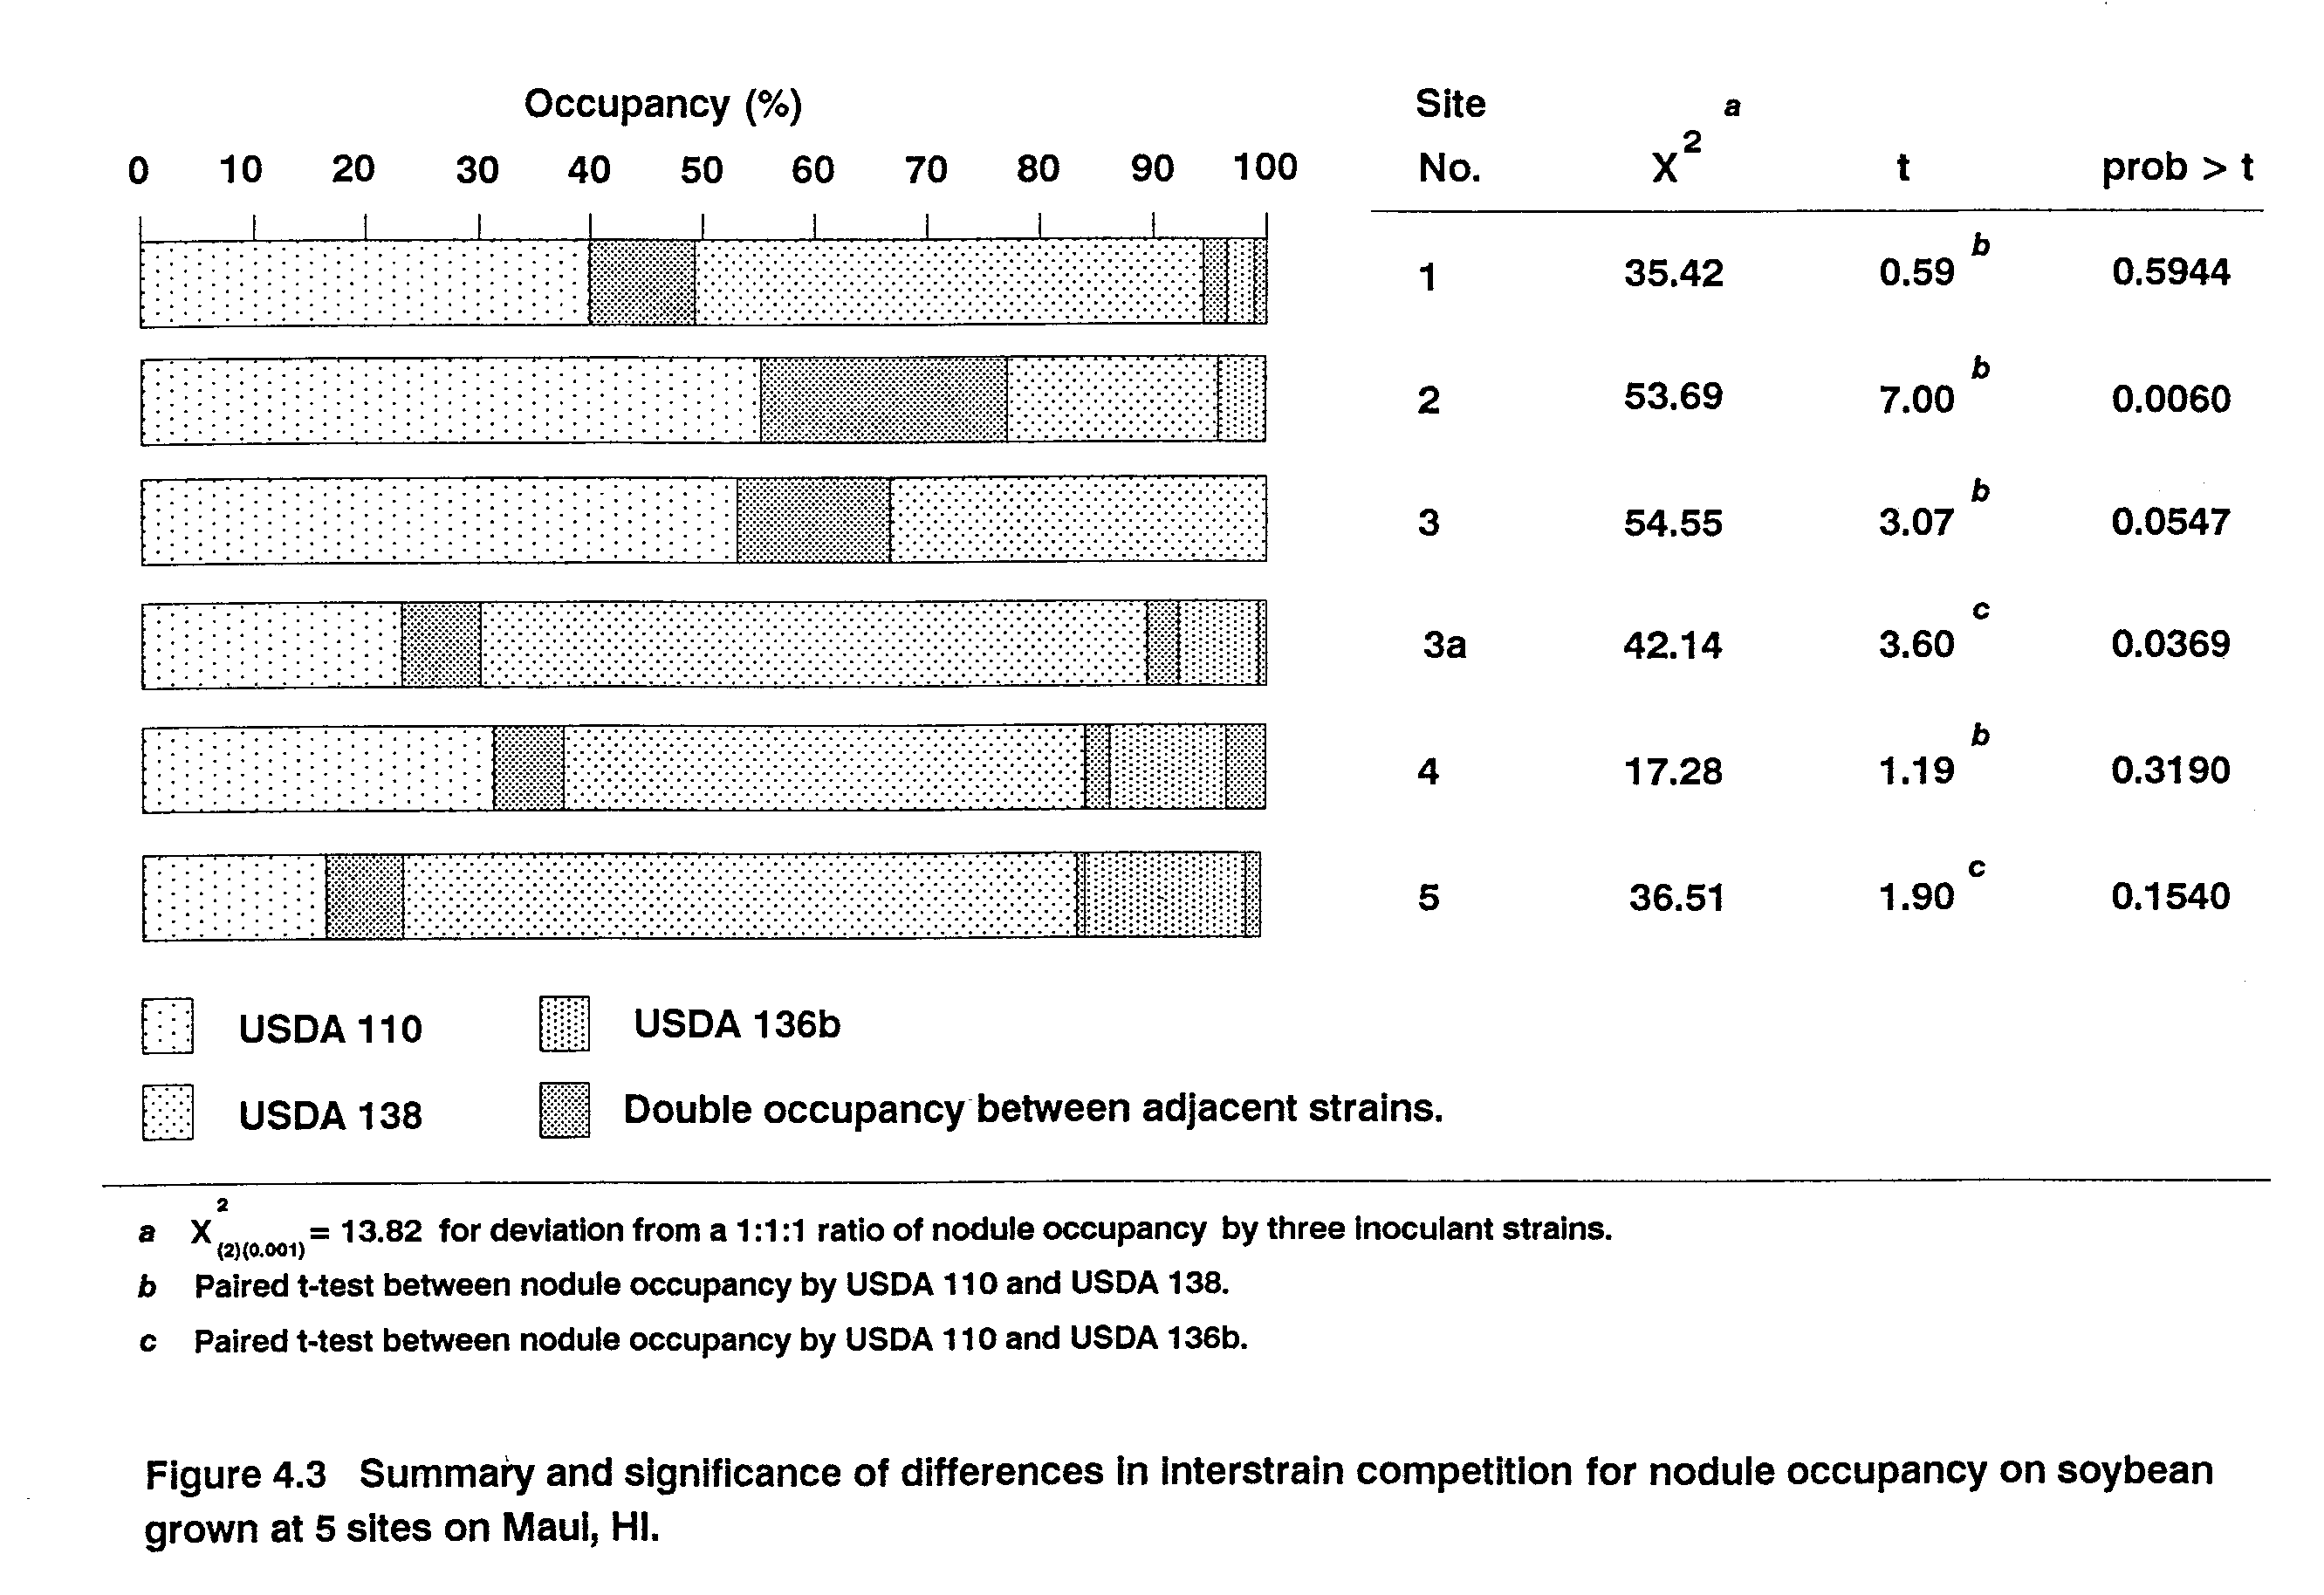 Occupancy (%)
0 10 20 30 40 50 60 70 80 90 100
Site
No. X² ᵃ t prob > t
1 35.42 0.59 ᵇ 0.5944
2 53.69 7.00 ᵇ 0.0060
3 54.55 3.07 ᵇ 0.0547
3a 42.14 3.60 ᶜ 0.0369
4 17.28 1.19 ᵇ 0.3190
5 36.51 1.90 ᶜ 0.1540
USDA 110 USDA 136b
USDA 138 Double occupancy between adjacent strains.
a X² (2)(0.001) = 13.82 for deviation from a 1:1:1 ratio of nodule occupancy by three inoculant strains.
b Paired t-test between nodule occupancy by USDA 110 and USDA 138.
c Paired t-test between nodule occupancy by USDA 110 and USDA 136b.
Figure 4.3 Summary and significance of differences in interstrain competition for nodule occupancy on soybean
grown at 5 sites on Maui, HI.